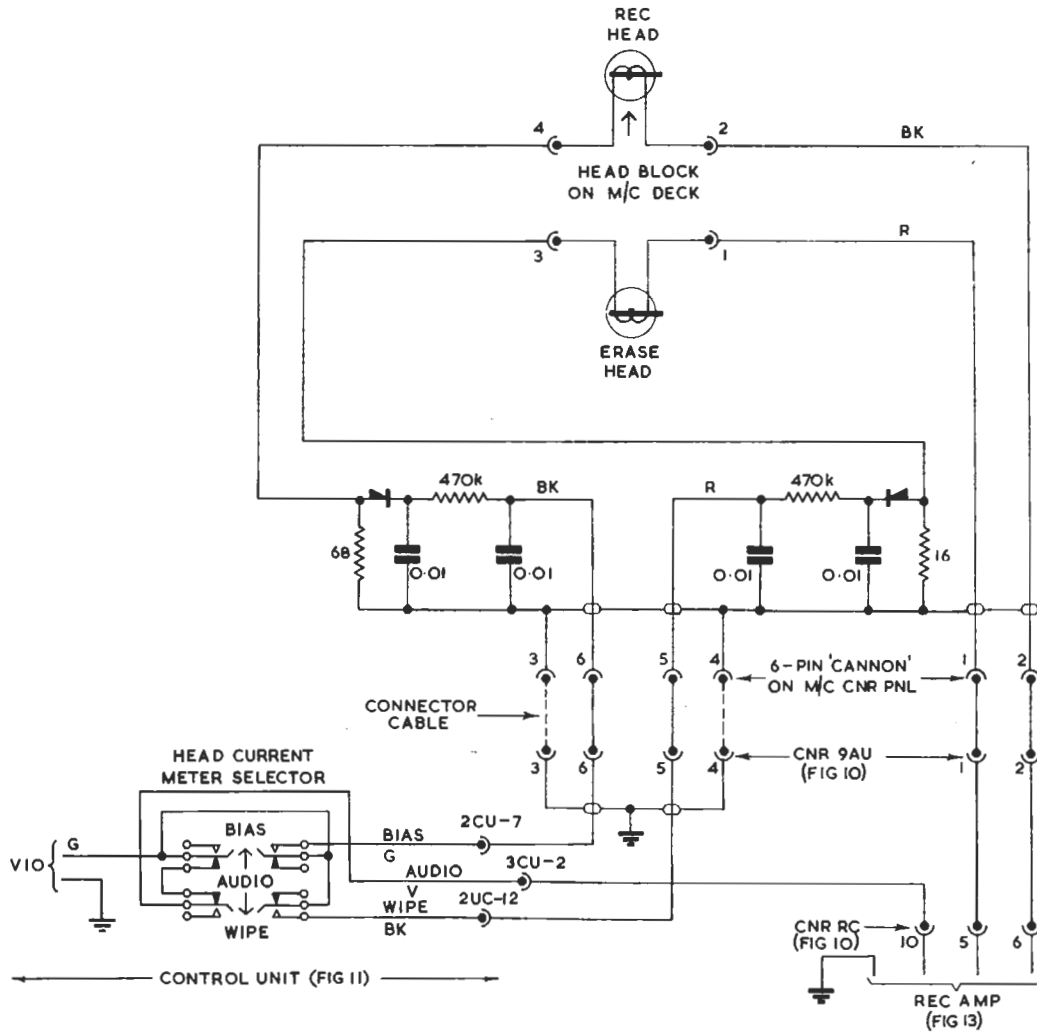 REC
HEAD
4
2
BK
HEAD BLOCK
ON M/C DECK
3
1
R
ERASE
HEAD
470k
BK
R
470k
68
0·01
0·01
0·01
0·01
16
3
6
5
4
6-PIN 'CANNON'
ON M/C CNR PNL
1
2
CONNECTOR
CABLE
HEAD CURRENT
METER SELECTOR
3
6
5
4
CNR 9AU
(FIG 10)
1
2
BIAS
BIAS
G
2CU-7
V10
G
AUDIO
AUDIO
V
3CU-2
WIPE
WIPE
BK
2UC-12
CNR RC
(FIG 10)
10
5
6
CONTROL UNIT (FIG 11)
REC AMP
(FIG 13)